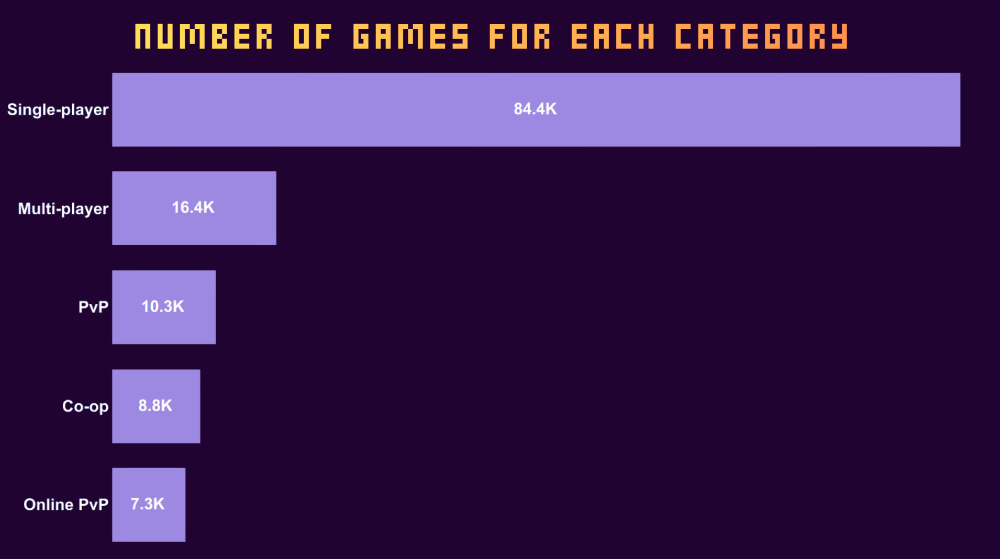 NUMBER OF GAMES FOR EACH CATEGORY
Single-player 84.4K
Multi-player 16.4K
PvP 10.3K
Co-op 8.8K
Online PvP 7.3K